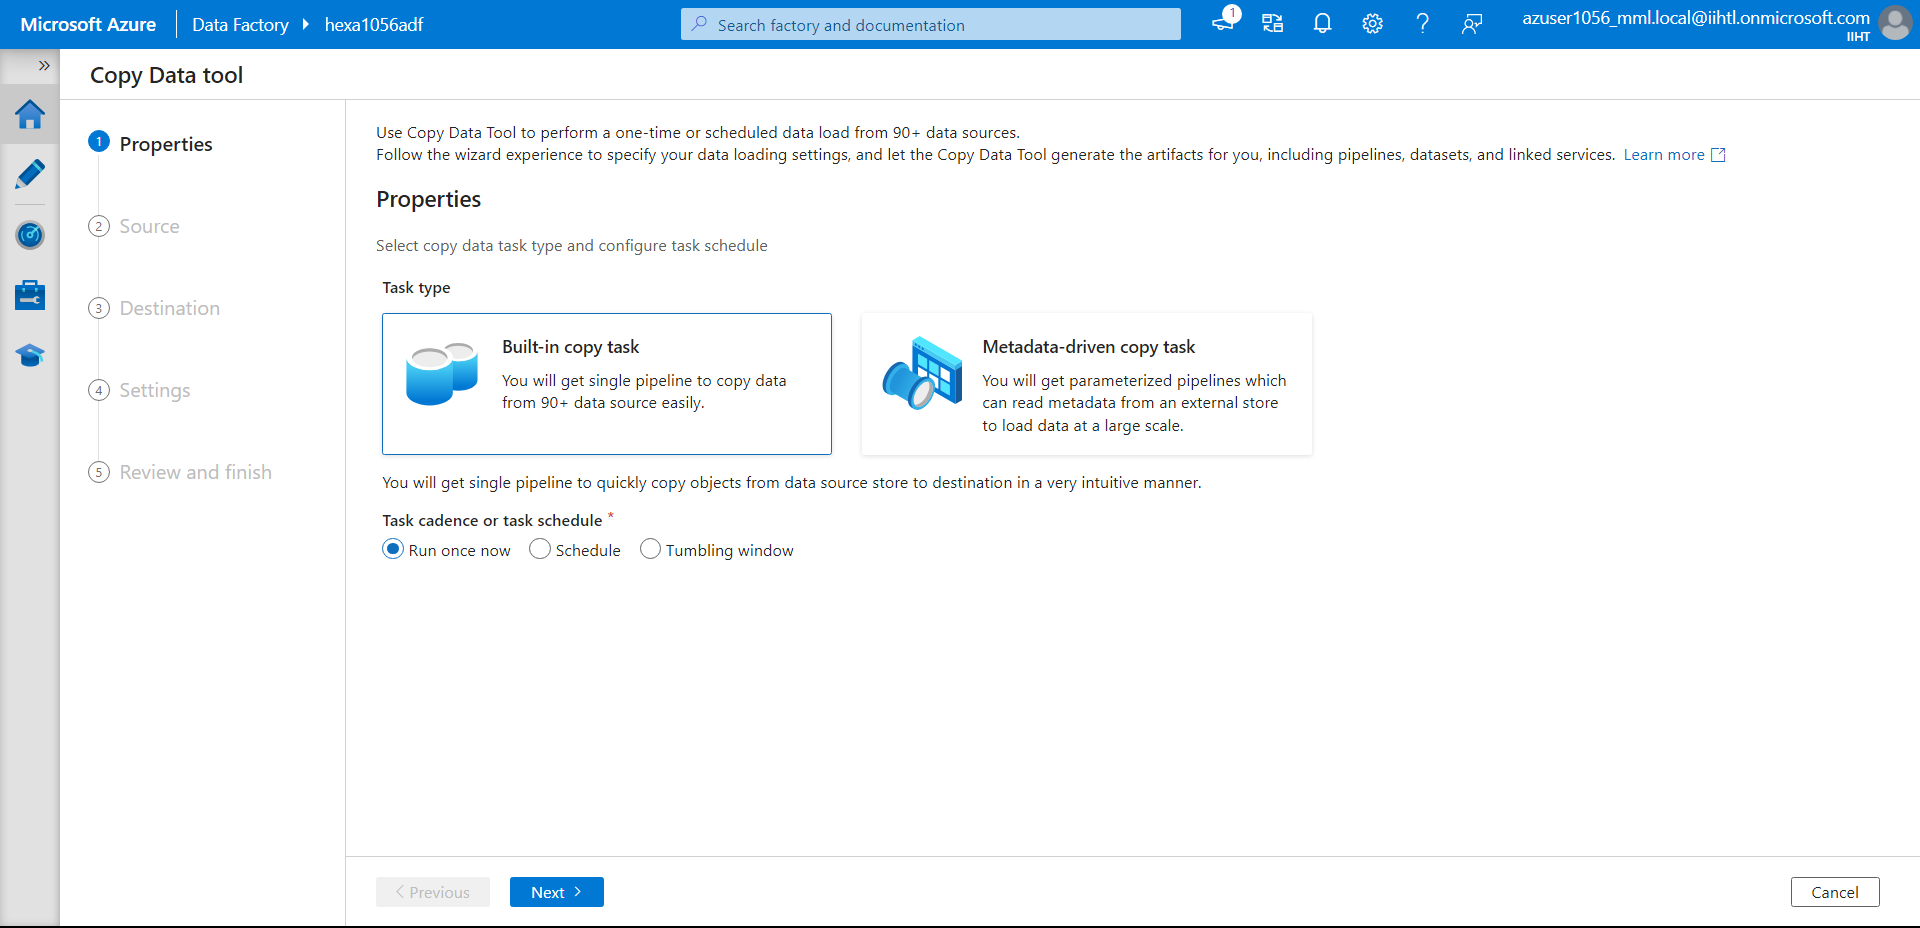 Microsoft Azure
Data Factory
hexa1056adf
Search factory and documentation
1
azuser1056_mml.local@iihtl.onmicrosoft.com
IIHT
Copy Data tool
1 Properties
2 Source
3 Destination
4 Settings
5 Review and finish
Use Copy Data Tool to perform a one-time or scheduled data load from 90+ data sources.
Follow the wizard experience to specify your data loading settings, and let the Copy Data Tool generate the artifacts for you, including pipelines, datasets, and linked services. Learn more
Properties
Select copy data task type and configure task schedule
Task type
Built-in copy task
You will get single pipeline to copy data
from 90+ data source easily.
Metadata-driven copy task
You will get parameterized pipelines which
can read metadata from an external store
to load data at a large scale.
You will get single pipeline to quickly copy objects from data source store to destination in a very intuitive manner.
Task cadence or task schedule *
Run once now
Schedule
Tumbling window
Previous
Next
Cancel